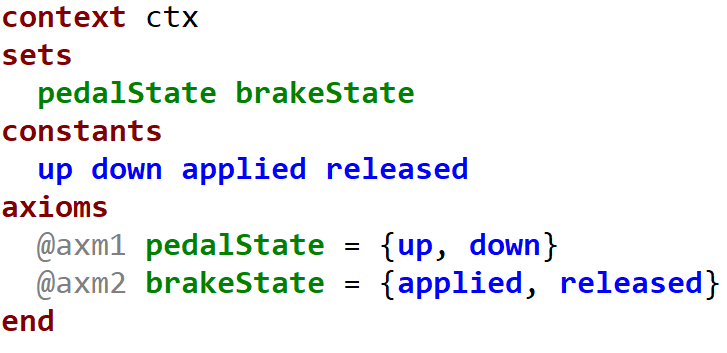 context ctx
sets
pedalState brakeState
constants
up down applied released
axioms
@axm1 pedalState = {up, down}
@axm2 brakeState = {applied, released}
end